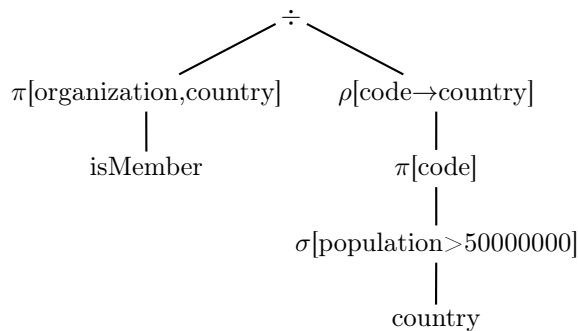 ÷
π[organization,country] ρ[code→country]
isMember π[code]
σ[population>50000000]
country